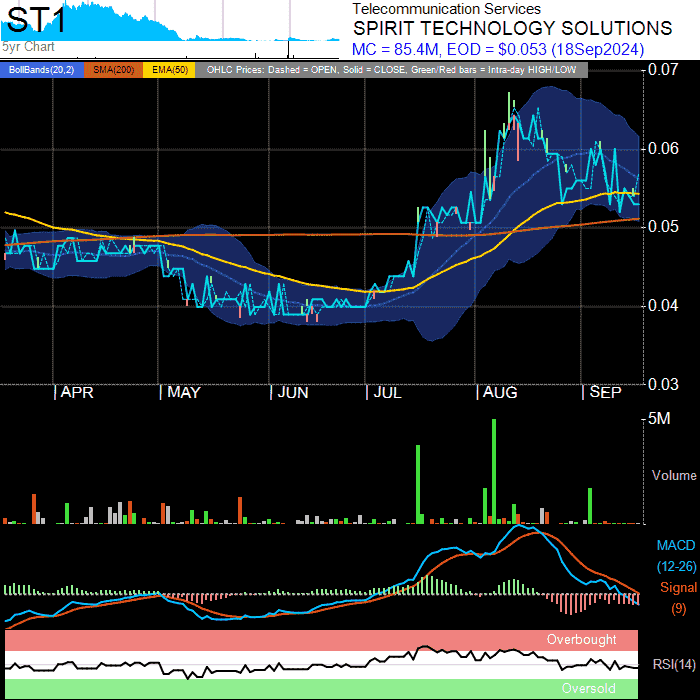 ST1
5yr Chart
Telecommunication Services
SPIRIT TECHNOLOGY SOLUTIONS
MC = 85.4M, EOD = $0.053 (18Sep2024)
BollBands(20,2) SMA(200) EMA(50) OHLC Prices: Dashed = OPEN, Solid = CLOSE, Green/Red bars = Intra-day HIGH/LOW
0.07
0.06
0.05
0.04
0.03
APR MAY JUN JUL AUG SEP
5M
Volume
MACD
(12-26)
Signal
(9)
Overbought
RSI(14)
Oversold